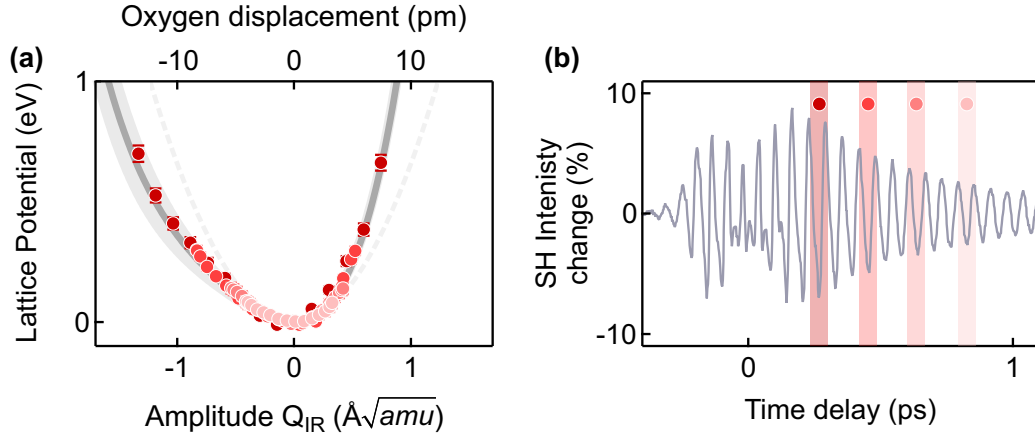 Oxygen displacement (pm)
(a)
-10 0 10
1
0
Lattice Potential (eV)
-1 0 1
Amplitude Q_IR (Å√amu)
(b)
10
0
-10
SH Intenisty
change (%)
0 1
Time delay (ps)